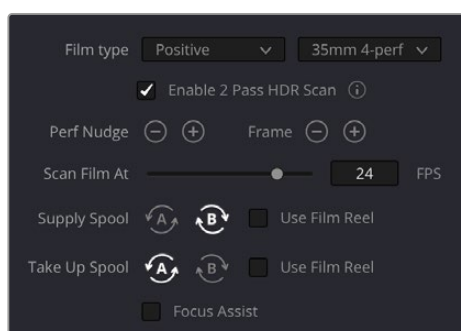 Film type Positive 35mm 4-perf
Enable 2 Pass HDR Scan
Perf Nudge Frame
Scan Film At 24 FPS
Supply Spool A B Use Film Reel
Take Up Spool A B Use Film Reel
Focus Assist